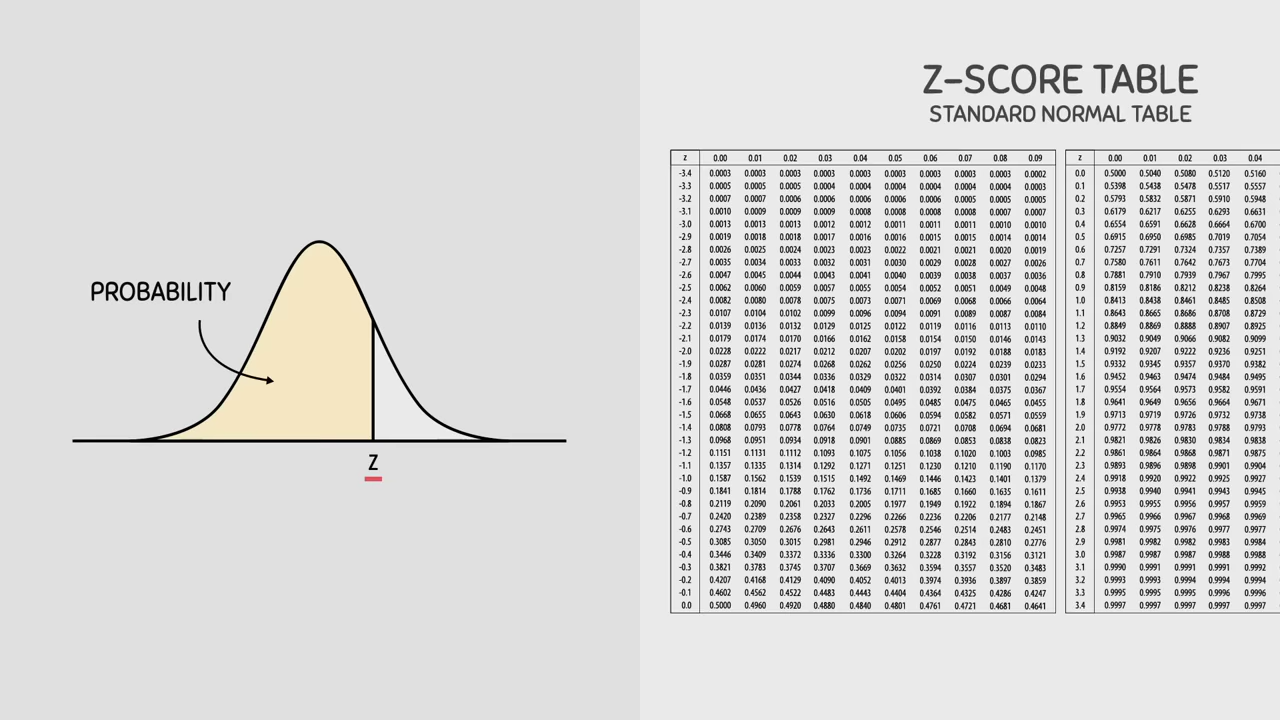 PROBABILITY
Z
Z-SCORE TABLE
STANDARD NORMAL TABLE
z 0.00 0.01 0.02 0.03 0.04 0.05 0.06 0.07 0.08 0.09
-3.4 0.0003 0.0003 0.0003 0.0003 0.0003 0.0003 0.0003 0.0003 0.0003 0.0002
-3.3 0.0005 0.0005 0.0005 0.0004 0.0004 0.0004 0.0004 0.0004 0.0004 0.0003
-3.2 0.0007 0.0007 0.0006 0.0006 0.0006 0.0006 0.0006 0.0005 0.0005 0.0005
-3.1 0.0010 0.0009 0.0009 0.0009 0.0008 0.0008 0.0008 0.0008 0.0007 0.0007
-3.0 0.0013 0.0013 0.0013 0.0012 0.0012 0.0011 0.0011 0.0011 0.0010 0.0010
-2.9 0.0019 0.0018 0.0018 0.0017 0.0016 0.0016 0.0015 0.0015 0.0014 0.0014
-2.8 0.0026 0.0025 0.0024 0.0023 0.0023 0.0022 0.0021 0.0021 0.0020 0.0019
-2.7 0.0035 0.0034 0.0033 0.0032 0.0031 0.0030 0.0029 0.0028 0.0027 0.0026
-2.6 0.0047 0.0045 0.0044 0.0043 0.0041 0.0040 0.0039 0.0038 0.0037 0.0036
-2.5 0.0062 0.0060 0.0059 0.0057 0.0055 0.0054 0.0052 0.0051 0.0049 0.0048
-2.4 0.0082 0.0080 0.0078 0.0075 0.0073 0.0071 0.0069 0.0068 0.0066 0.0064
-2.3 0.0107 0.0104 0.0102 0.0099 0.0096 0.0094 0.0091 0.0089 0.0087 0.0084
-2.2 0.0139 0.0136 0.0132 0.0129 0.0125 0.0122 0.0119 0.0116 0.0113 0.0110
-2.1 0.0179 0.0174 0.0170 0.0166 0.0162 0.0158 0.0154 0.0150 0.0146 0.0143
-2.0 0.0228 0.0222 0.0217 0.0212 0.0207 0.0202 0.0197 0.0192 0.0188 0.0183
-1.9 0.0287 0.0281 0.0274 0.0268 0.0262 0.0256 0.0250 0.0244 0.0239 0.0233
-1.8 0.0359 0.0351 0.0344 0.0336 0.0329 0.0322 0.0314 0.0307 0.0301 0.0294
-1.7 0.0446 0.0436 0.0427 0.0418 0.0409 0.0401 0.0392 0.0384 0.0375 0.0367
-1.6 0.0548 0.0537 0.0526 0.0516 0.0505 0.0495 0.0485 0.0475 0.0465 0.0455
-1.5 0.0668 0.0655 0.0643 0.0630 0.0618 0.0606 0.0594 0.0582 0.0571 0.0559
-1.4 0.0808 0.0793 0.0778 0.0764 0.0749 0.0735 0.0721 0.0708 0.0694 0.0681
-1.3 0.0968 0.0951 0.0934 0.0918 0.0901 0.0885 0.0869 0.0853 0.0838 0.0823
-1.2 0.1151 0.1131 0.1112 0.1093 0.1075 0.1056 0.1038 0.1020 0.1003 0.0985
-1.1 0.1357 0.1335 0.1314 0.1292 0.1271 0.1251 0.1230 0.1210 0.1190 0.1170
-1.0 0.1587 0.1562 0.1539 0.1515 0.1492 0.1469 0.1446 0.1423 0.1401 0.1379
-0.9 0.1841 0.1814 0.1788 0.1762 0.1736 0.1711 0.1685 0.1660 0.1635 0.1611
-0.8 0.2119 0.2090 0.2061 0.2033 0.2005 0.1977 0.1949 0.1922 0.1894 0.1867
-0.7 0.2420 0.2389 0.2358 0.2327 0.2296 0.2266 0.2236 0.2206 0.2177 0.2148
-0.6 0.2743 0.2709 0.2676 0.2643 0.2611 0.2578 0.2546 0.2514 0.2483 0.2451
-0.5 0.3085 0.3050 0.3015 0.2981 0.2946 0.2912 0.2877 0.2843 0.2810 0.2776
-0.4 0.3446 0.3409 0.3372 0.3336 0.3300 0.3264 0.3228 0.3192 0.3156 0.3121
-0.3 0.3821 0.3783 0.3745 0.3707 0.3669 0.3632 0.3594 0.3557 0.3520 0.3483
-0.2 0.4207 0.4168 0.4129 0.4090 0.4052 0.4013 0.3974 0.3936 0.3897 0.3859
-0.1 0.4602 0.4562 0.4522 0.4483 0.4443 0.4404 0.4364 0.4325 0.4286 0.4247
0.0 0.5000 0.4960 0.4920 0.4880 0.4840 0.4801 0.4761 0.4721 0.4681 0.4641
z 0.00 0.01 0.02 0.03 0.04
0.0 0.5000 0.5040 0.5080 0.5120 0.5160
0.1 0.5398 0.5438 0.5478 0.5517 0.5557
0.2 0.5793 0.5832 0.5871 0.5910 0.5948
0.3 0.6179 0.6217 0.6255 0.6293 0.6631
0.4 0.6554 0.6591 0.6628 0.6664 0.6700
0.5 0.6915 0.6950 0.6985 0.7019 0.7054
0.6 0.7257 0.7291 0.7324 0.7357 0.7389
0.7 0.7580 0.7611 0.7642 0.7673 0.7704
0.8 0.7881 0.7910 0.7939 0.7967 0.7995
0.9 0.8159 0.8186 0.8212 0.8238 0.8264
1.0 0.8413 0.8438 0.8461 0.8485 0.8508
1.1 0.8643 0.8665 0.8686 0.8708 0.8729
1.2 0.8849 0.8869 0.8888 0.8907 0.8925
1.3 0.9032 0.9049 0.9066 0.9082 0.9099
1.4 0.9192 0.9207 0.9222 0.9236 0.9251
1.5 0.9332 0.9345 0.9357 0.9370 0.9382
1.6 0.9452 0.9463 0.9474 0.9484 0.9495
1.7 0.9554 0.9564 0.9573 0.9582 0.9591
1.8 0.9641 0.9649 0.9656 0.9664 0.9671
1.9 0.9713 0.9719 0.9726 0.9732 0.9738
2.0 0.9772 0.9778 0.9783 0.9788 0.9793
2.1 0.9821 0.9826 0.9830 0.9834 0.9838
2.2 0.9861 0.9864 0.9868 0.9871 0.9875
2.3 0.9893 0.9896 0.9898 0.9901 0.9904
2.4 0.9918 0.9920 0.9922 0.9925 0.9927
2.5 0.9938 0.9940 0.9941 0.9943 0.9945
2.6 0.9953 0.9955 0.9956 0.9957 0.9959
2.7 0.9965 0.9966 0.9967 0.9968 0.9969
2.8 0.9974 0.9975 0.9976 0.9977 0.9977
2.9 0.9981 0.9982 0.9982 0.9983 0.9984
3.0 0.9987 0.9987 0.9987 0.9988 0.9988
3.1 0.9990 0.9991 0.9991 0.9991 0.9992
3.2 0.9993 0.9993 0.9994 0.9994 0.9994
3.3 0.9995 0.9995 0.9995 0.9996 0.9996
3.4 0.9997 0.9997 0.9997 0.9997 0.9997